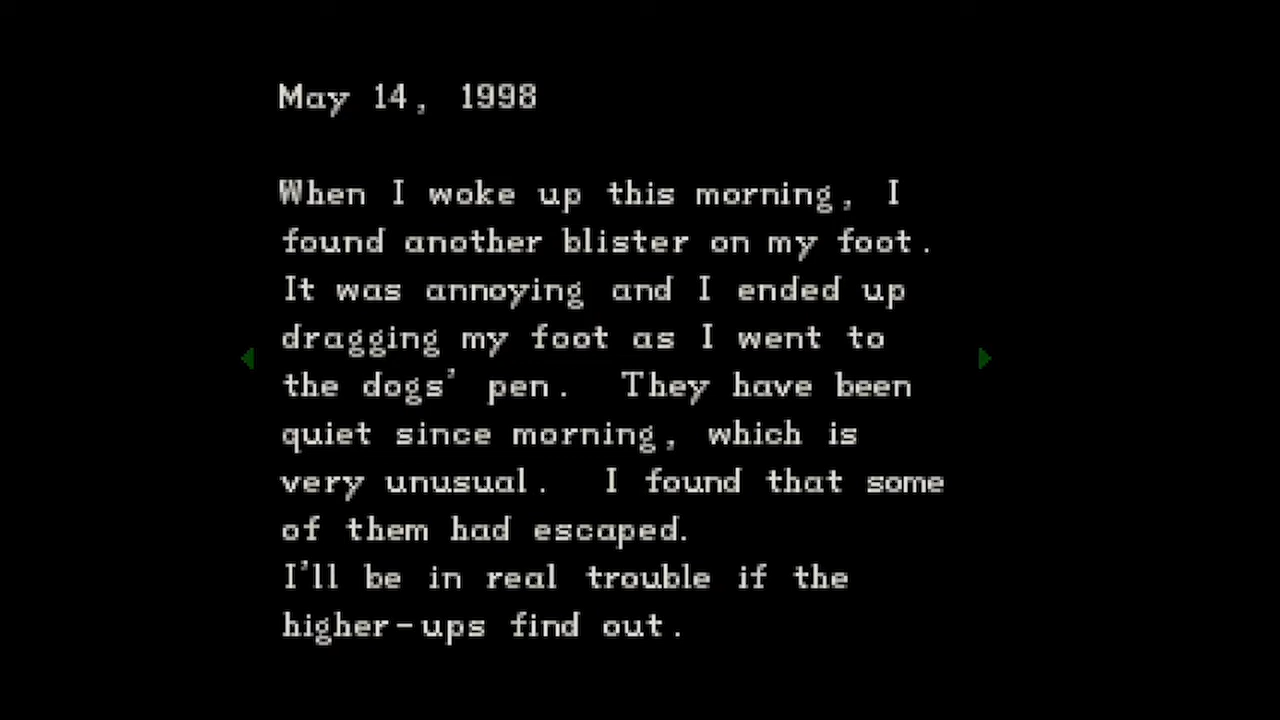 May 14, 1998
When I woke up this morning, I
found another blister on my foot.
It was annoying and I ended up
dragging my foot as I went to
the dogs' pen.  They have been
quiet since morning, which is
very unusual.  I found that some
of them had escaped.
I'll be in real trouble if the
higher-ups find out.